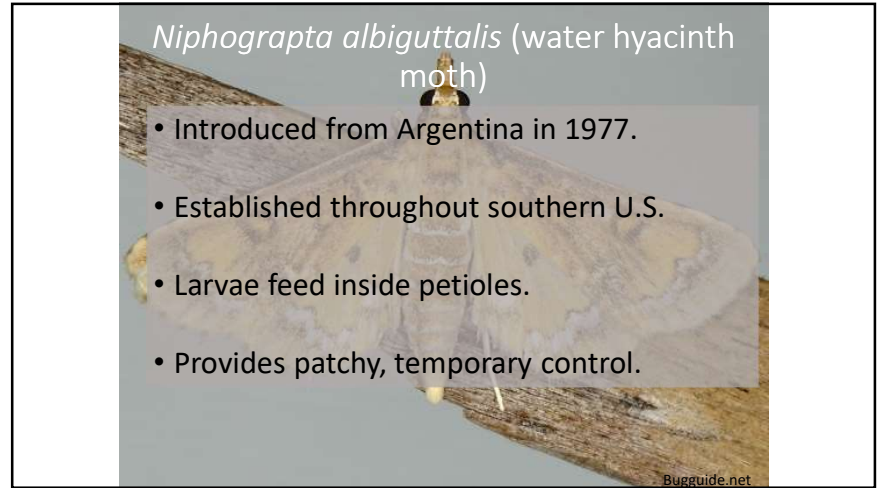 Niphograpta albiguttalis (water hyacinth
moth)
• Introduced from Argentina in 1977.
• Established throughout southern U.S.
• Larvae feed inside petioles.
• Provides patchy, temporary control.
Bugguide.net